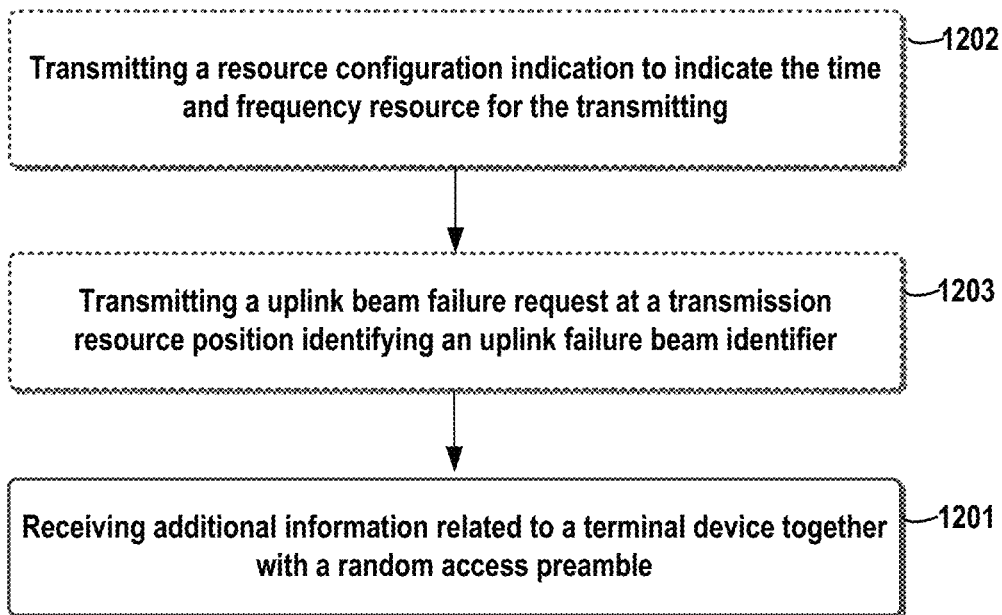 1202
Transmitting a resource configuration indication to indicate the time
and frequency resource for the transmitting
1203
Transmitting a uplink beam failure request at a transmission
resource position identifying an uplink failure beam identifier
1201
Receiving additional information related to a terminal device together
with a random access preamble